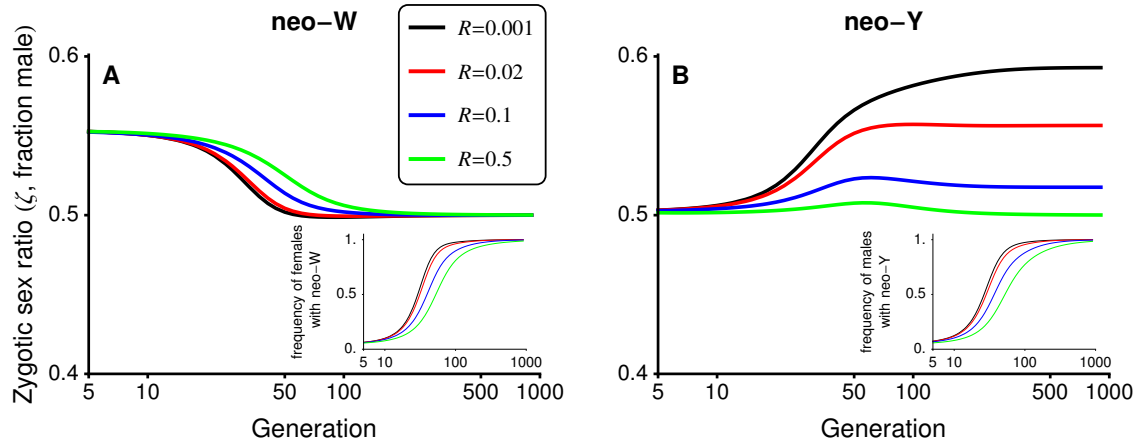 neo−W
neo−Y
Zygotic sex ratio (ζ, fraction male)
0.6
0.5
0.4
A
R=0.001
R=0.02
R=0.1
R=0.5
frequency of females
with neo−W
1.
0.5
0.
5 10 100 1000
5 10 50 100 500 1000
Generation
0.6
0.5
0.4
B
frequency of males
with neo−Y
1.
0.5
0.
5 10 100 1000
5 10 50 100 500 1000
Generation